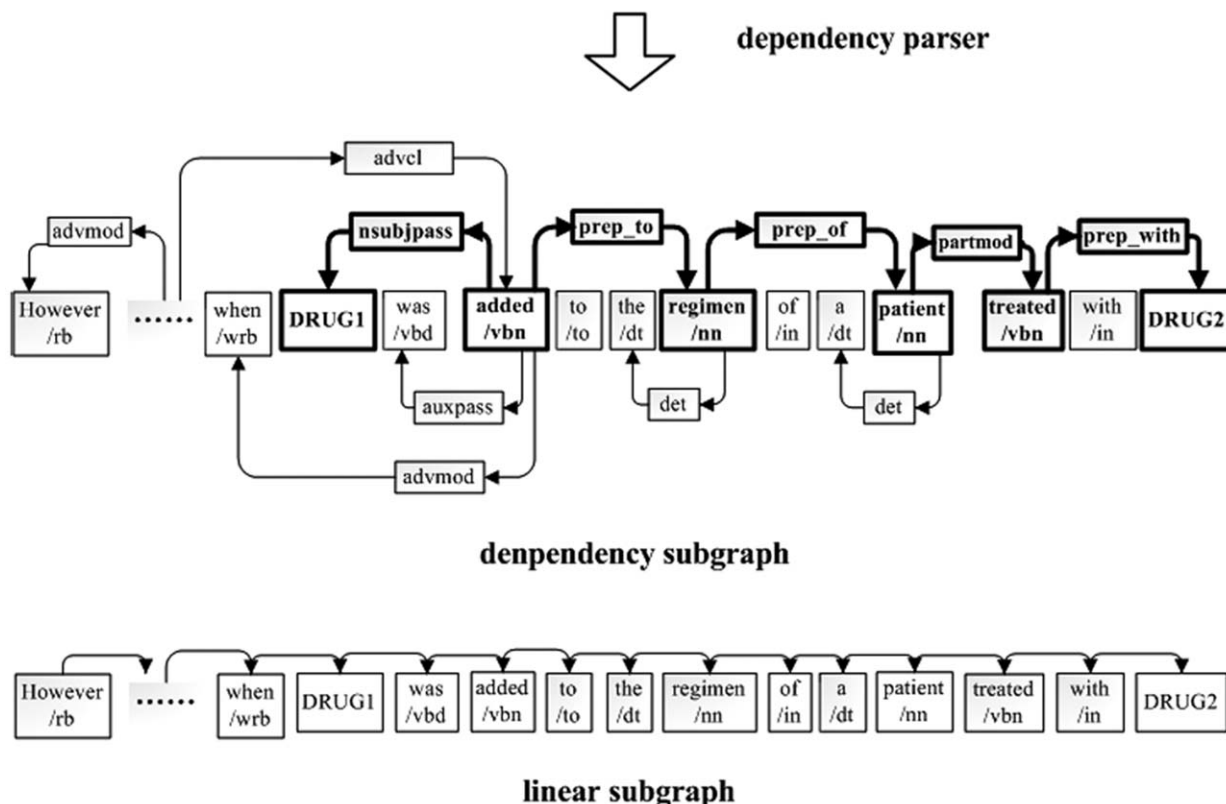 dependency parser
advcl
advmod
nsubjpass
prep_to
prep_of
partmod
prep_with
However
/rb
......
when
/wrb
DRUG1
was
/vbd
added
/vbn
to
/to
the
/dt
regimen
/nn
of
/in
a
/dt
patient
/nn
treated
/vbn
with
/in
DRUG2
auxpass
det
det
advmod
denpendency subgraph
However
/rb
......
when
/wrb
DRUG1
was
/vbd
added
/vbn
to
/to
the
/dt
regimen
/nn
of
/in
a
/dt
patient
/nn
treated
/vbn
with
/in
DRUG2
linear subgraph